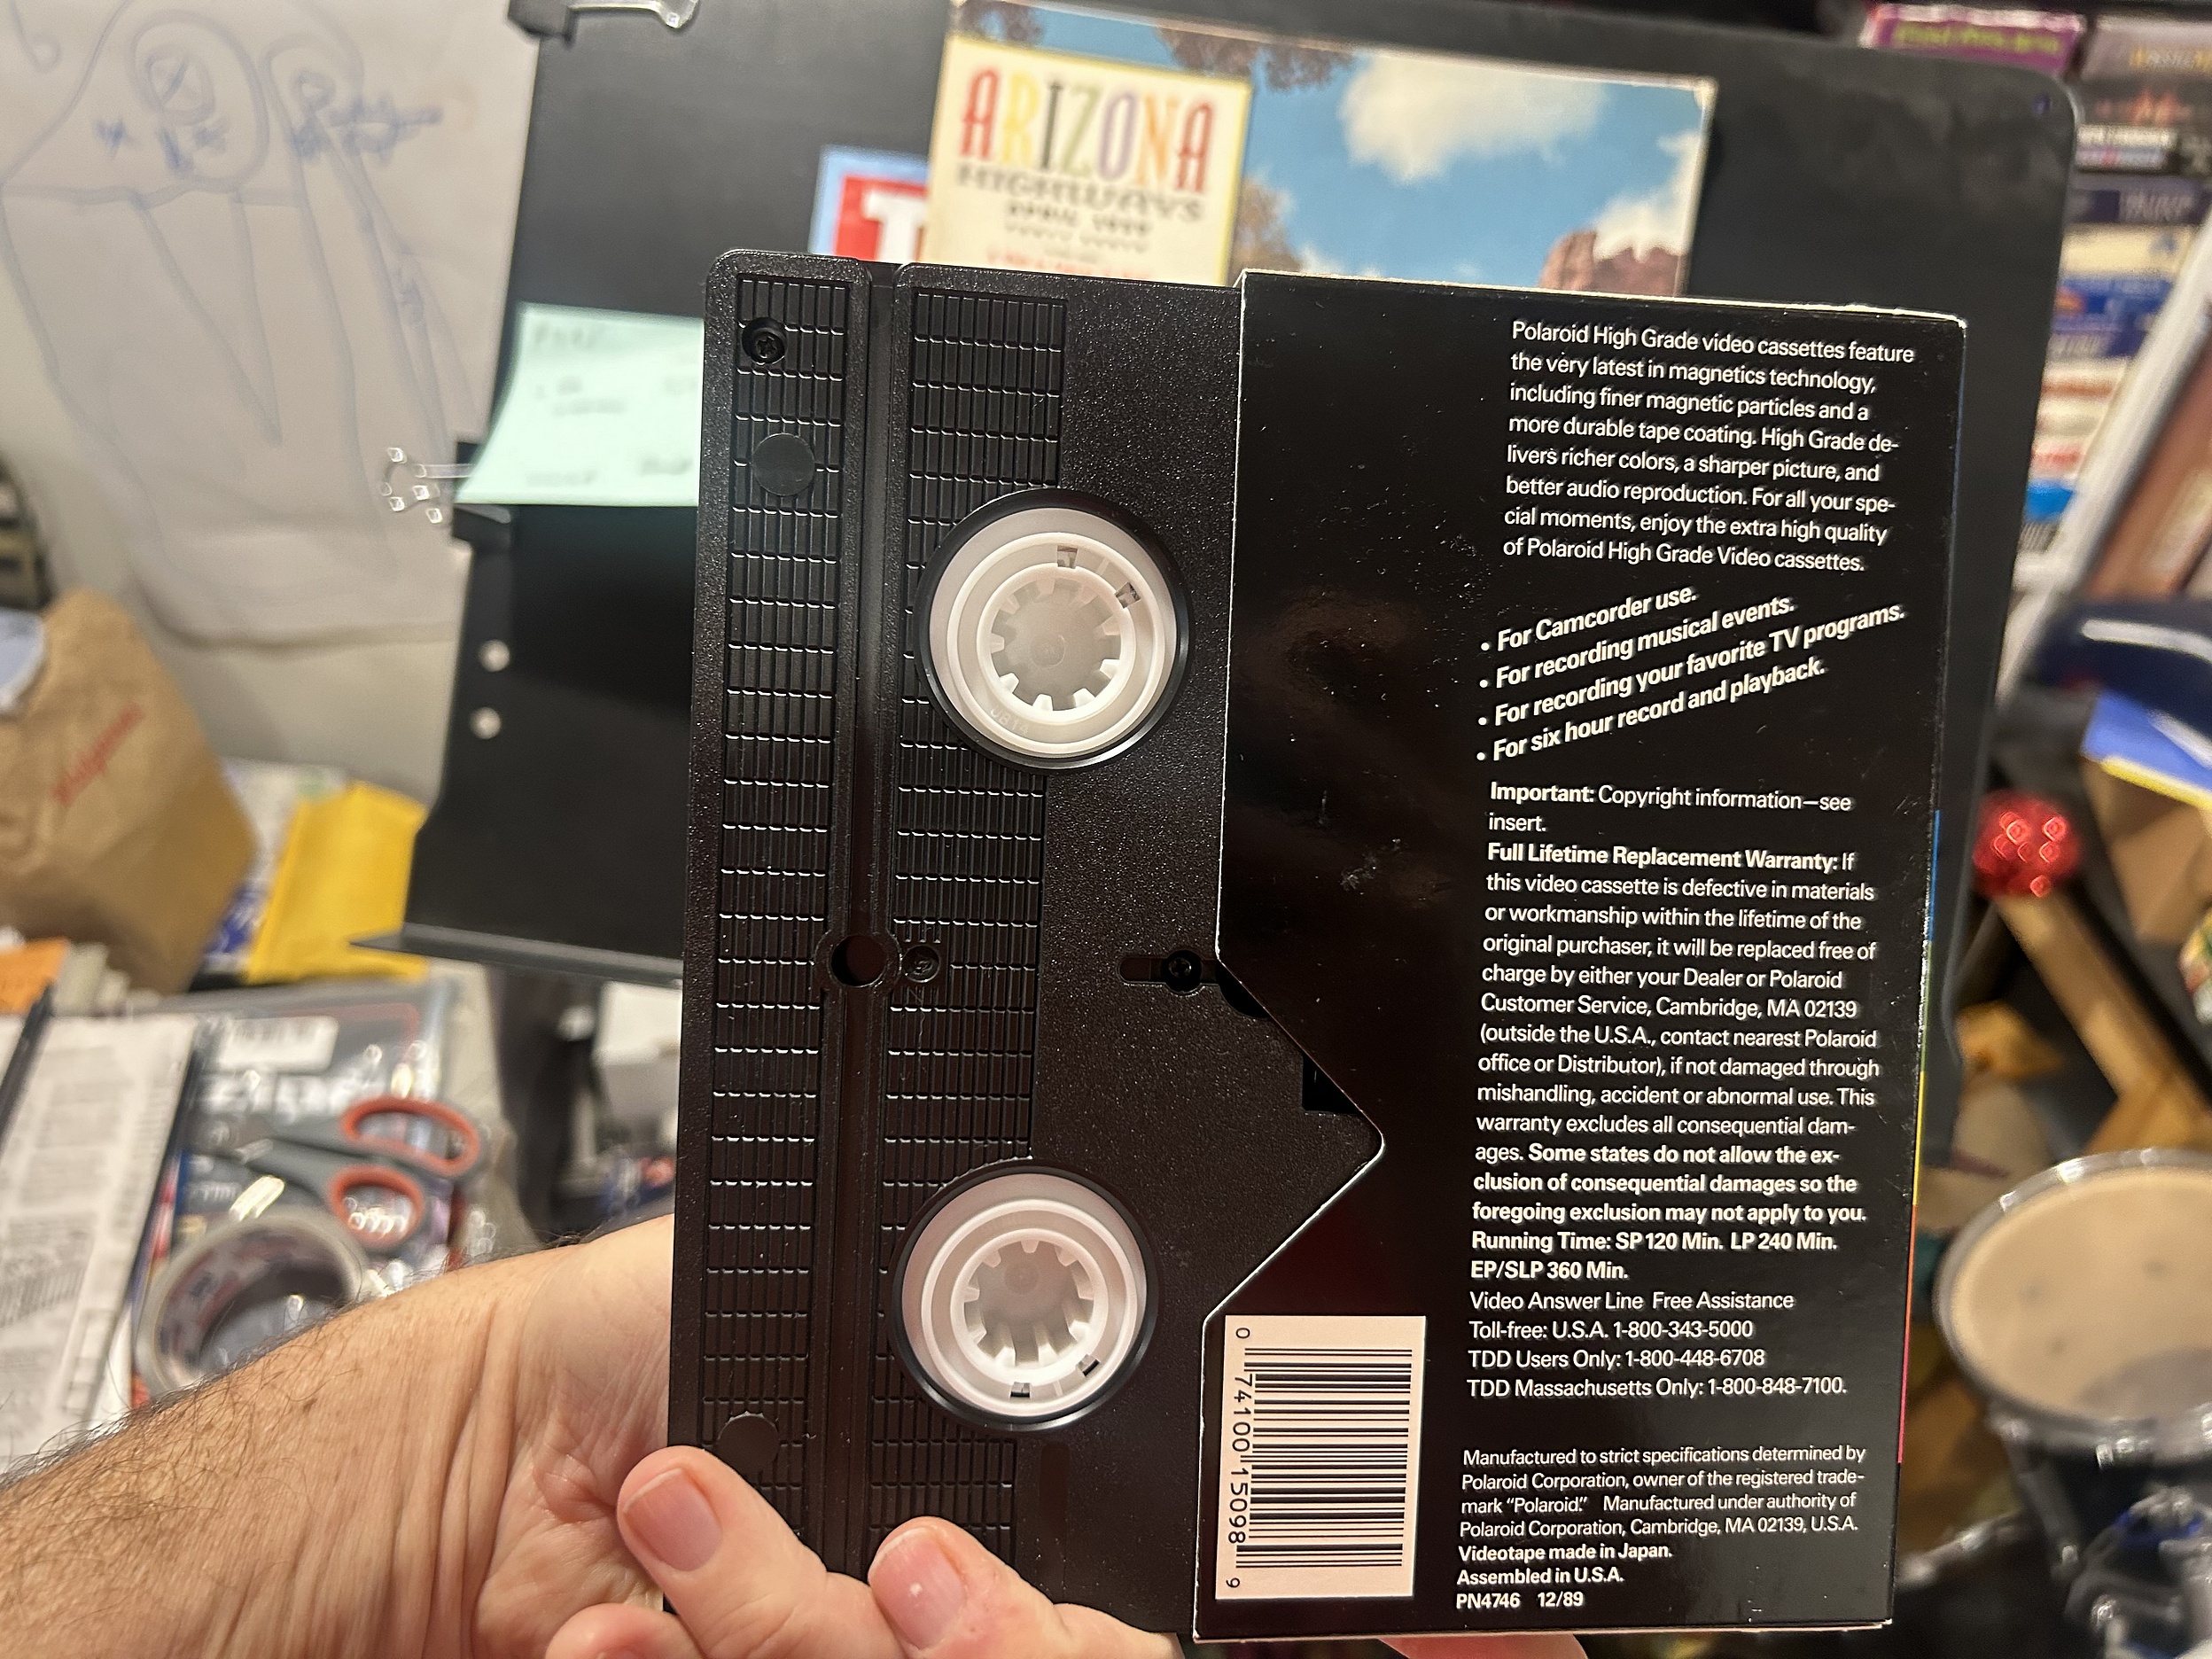 ARIZONA
HIGHWAYS
APRIL 1999
Polaroid High Grade video cassettes feature
the very latest in magnetics technology,
including finer magnetic particles and a
more durable tape coating. High Grade de-
livers richer colors, a sharper picture, and
better audio reproduction. For all your spe-
cial moments, enjoy the extra high quality
of Polaroid High Grade Video cassettes.
• For Camcorder use.
• For recording musical events.
• For recording your favorite TV programs.
• For six hour record and playback.
Important: Copyright information—see
insert.
Full Lifetime Replacement Warranty: If
this video cassette is defective in materials
or workmanship within the lifetime of the
original purchaser, it will be replaced free of
charge by either your Dealer or Polaroid
Customer Service, Cambridge, MA 02139
(outside the U.S.A., contact nearest Polaroid
office or Distributor), if not damaged through
mishandling, accident or abnormal use. This
warranty excludes all consequential dam-
ages. Some states do not allow the ex-
clusion of consequential damages so the
foregoing exclusion may not apply to you.
Running Time: SP 120 Min. LP 240 Min.
EP/SLP 360 Min.
Video Answer Line Free Assistance
Toll-free: U.S.A. 1-800-343-5000
TDD Users Only: 1-800-448-6708
TDD Massachusetts Only: 1-800-848-7100.
Manufactured to strict specifications determined by
Polaroid Corporation, owner of the registered trade-
mark “Polaroid.” Manufactured under authority of
Polaroid Corporation, Cambridge, MA 02139, U.S.A.
Videotape made in Japan.
Assembled in U.S.A.
PN4746 12/89
0 74100 15098 9
Walgreens